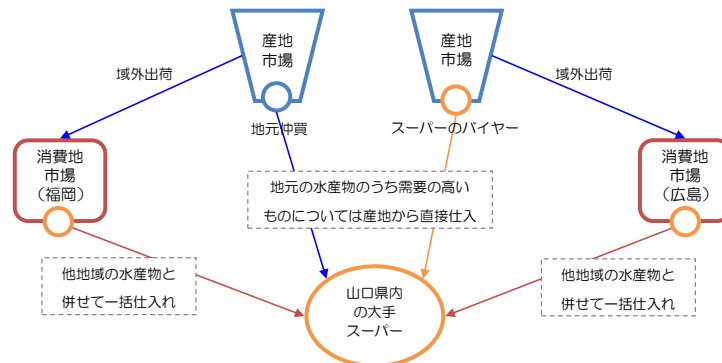 産地
市場
産地
市場
域外出荷
域外出荷
地元仲買
スーパーのバイヤー
消費地
市場
（福岡）
消費地
市場
（広島）
地元の水産物のうち需要の高い
ものについては産地から直接仕入
他地域の水産物と
併せて一括仕入れ
他地域の水産物と
併せて一括仕入れ
山口県内
の大手
スーパー